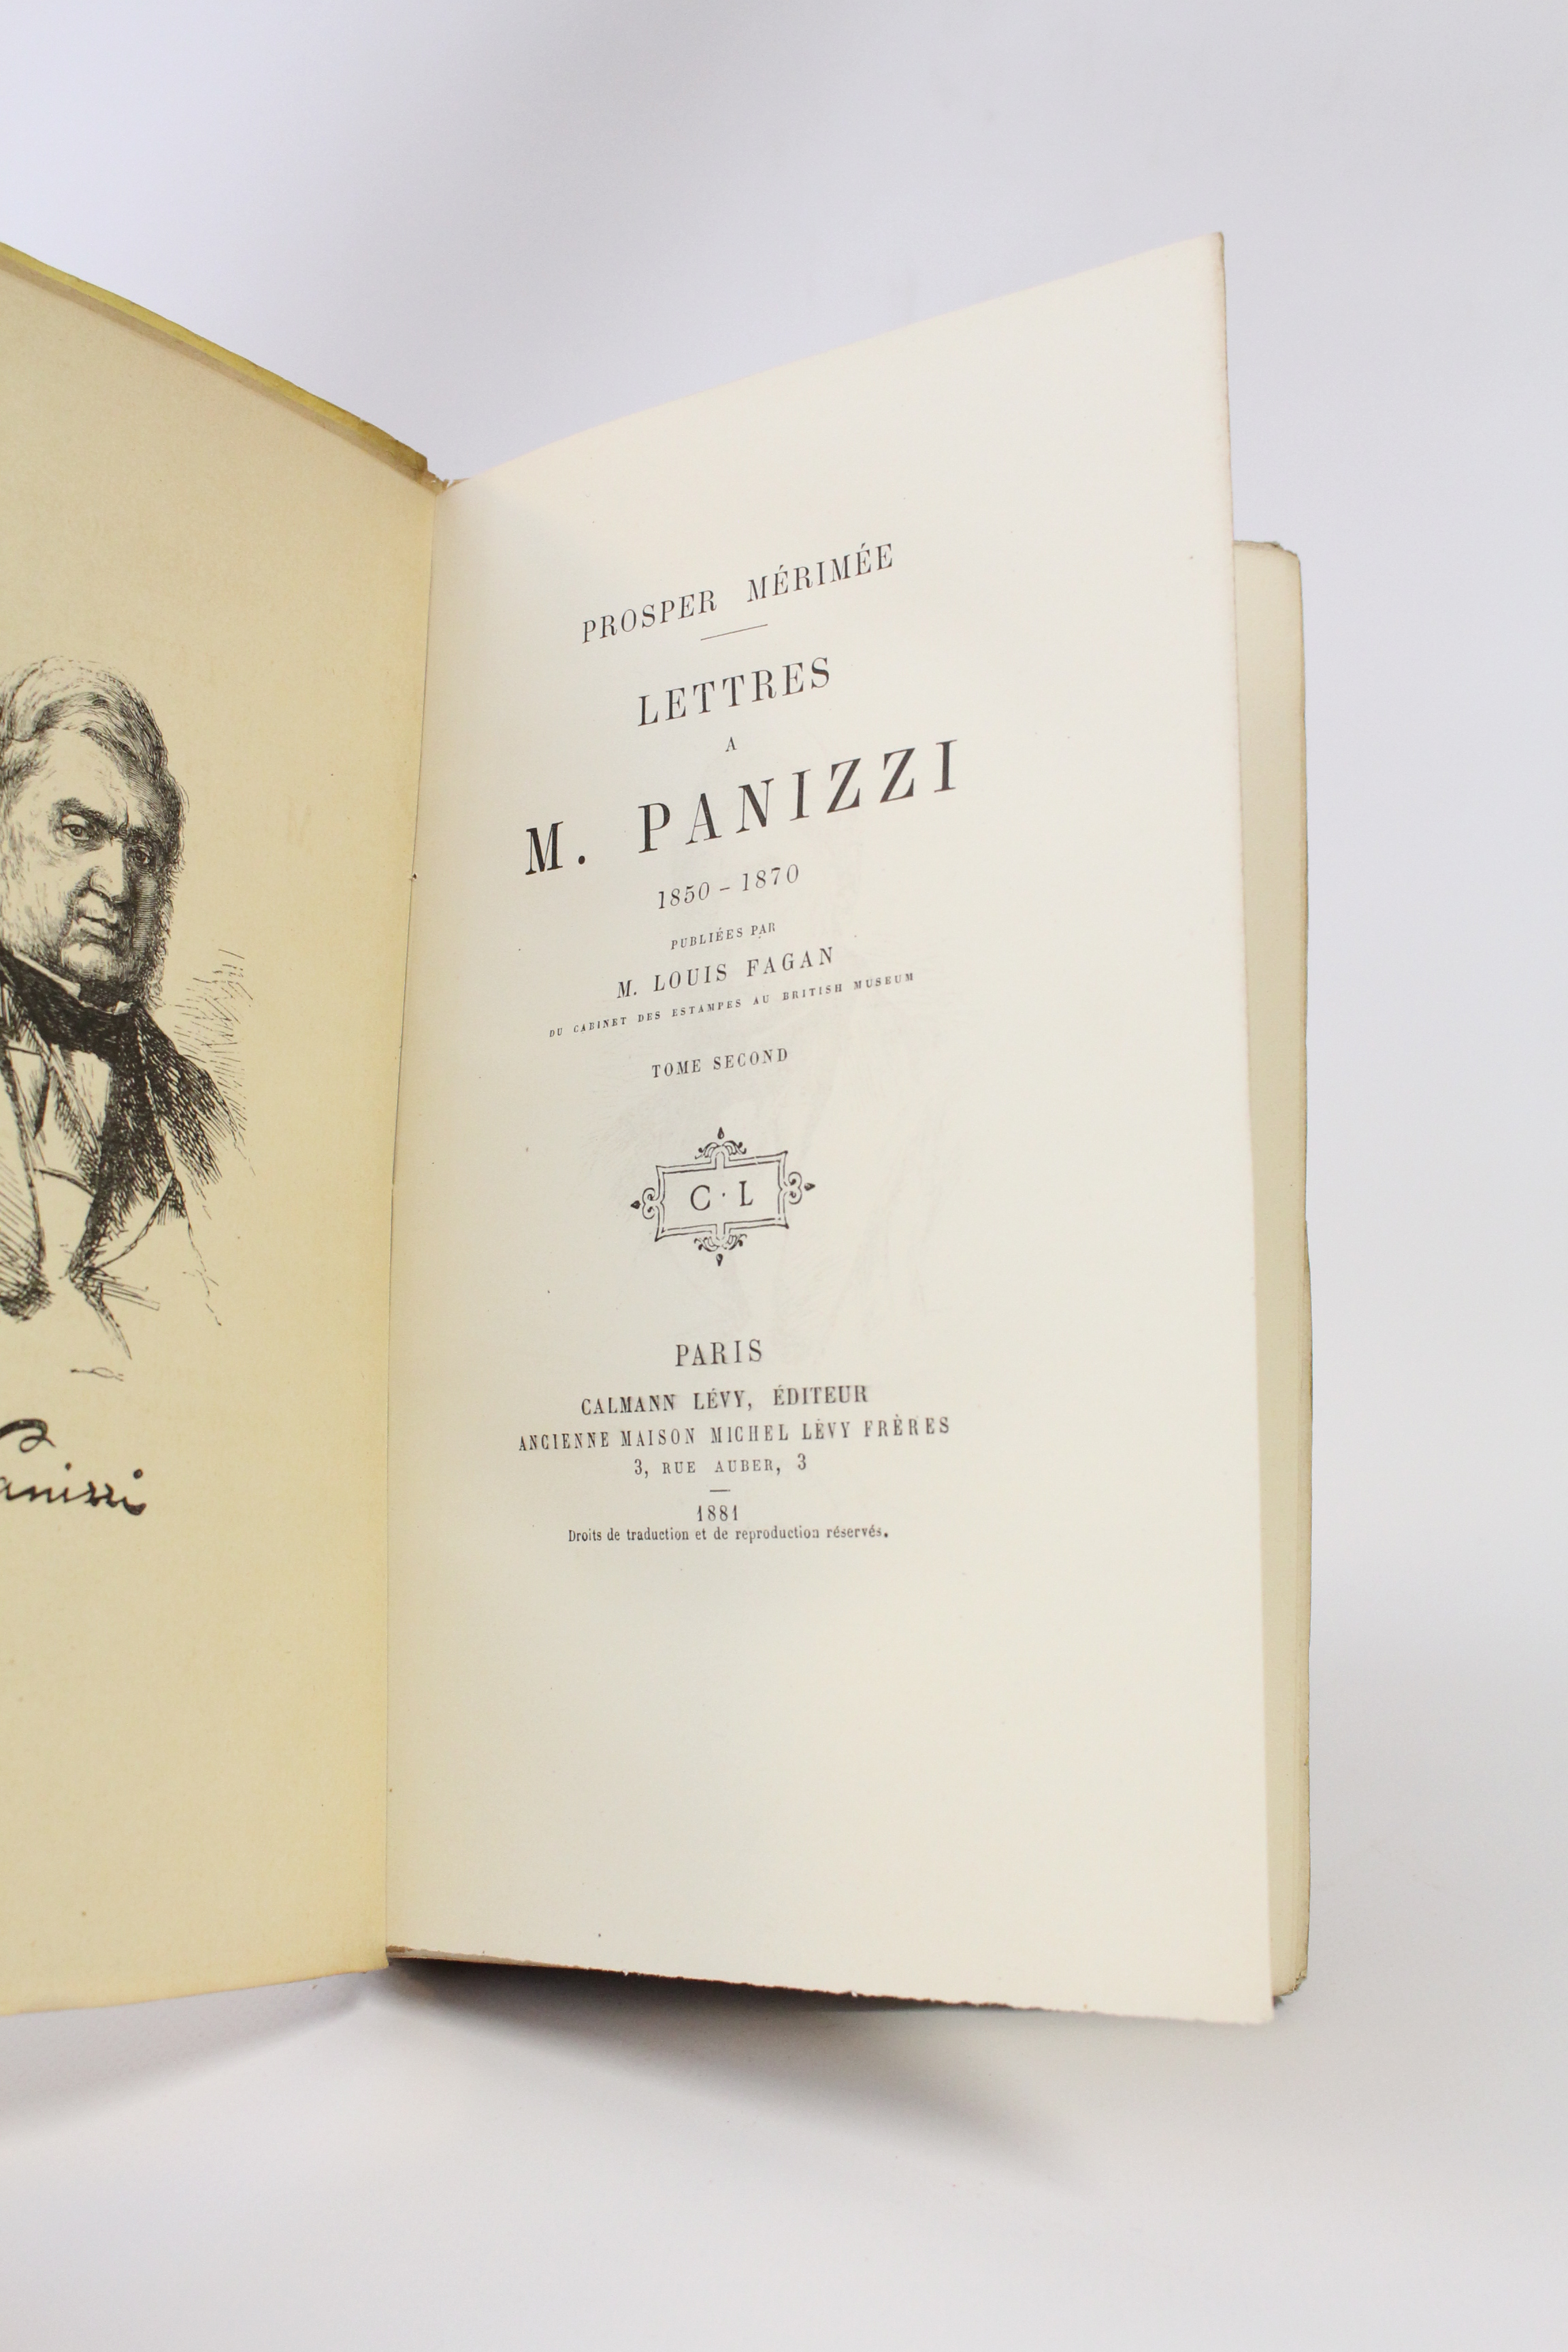 anizzi
PROSPER MÉRIMÉE
LETTRES
A
M. PANIZZI
1850 – 1870
PUBLIÉES PAR
M. LOUIS FAGAN
DU CABINET DES ESTAMPES AU BRITISH MUSEUM
TOME SECOND
C · L
PARIS
CALMANN LÉVY, ÉDITEUR
ANCIENNE MAISON MICHEL LÉVY FRÈRES
3, RUE AUBER, 3
1881
Droits de traduction et de reproduction réservés.